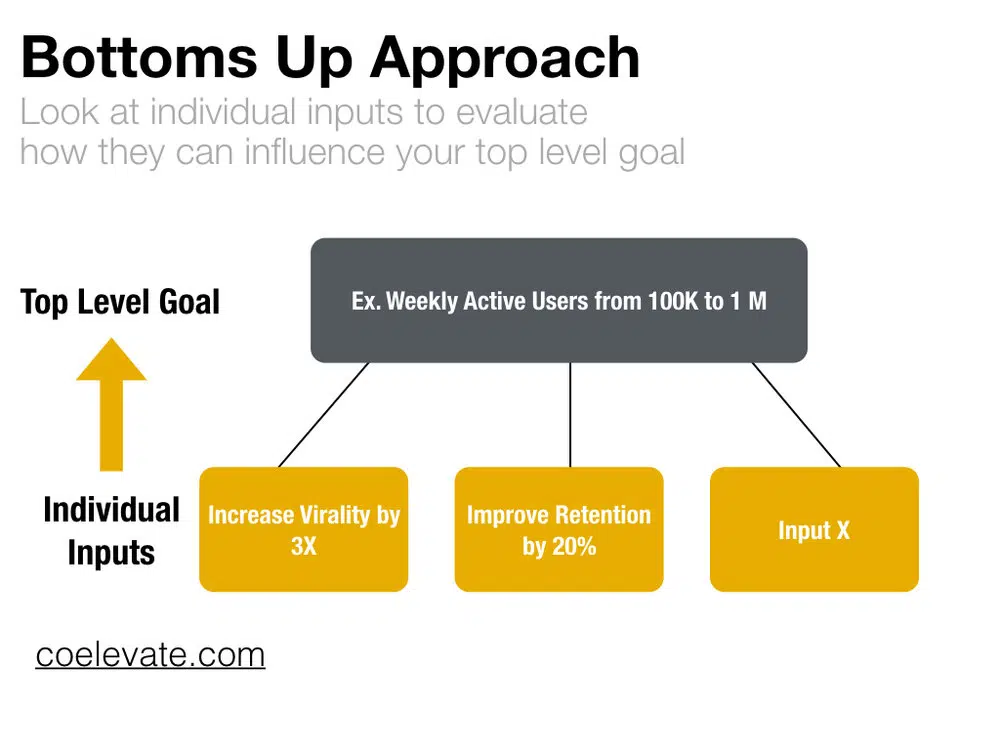 Bottoms Up Approach
Look at individual inputs to evaluate
how they can influence your top level goal
Top Level Goal
Ex. Weekly Active Users from 100K to 1 M
Individual
Inputs
Increase Virality by
3X
Improve Retention
by 20%
Input X
coelevate.com